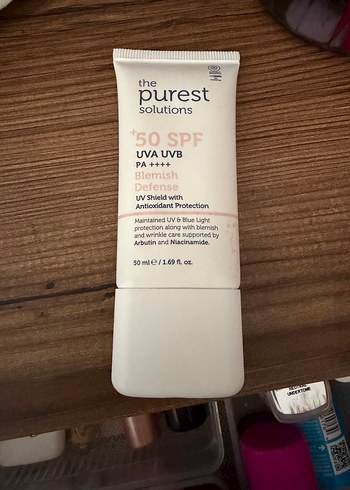 the
purest
solutions
+50 SPF
UVA UVB
PA ++++
Blemish
Defense
UV Shield with
Antioxidant Protection
Maintained UV & Blue Light
protection along with blemish
and wrinkle care supported by
Arbutin and Niacinamide.
50 ml ℮ / 1.69 fl. oz.
UNDERTONE